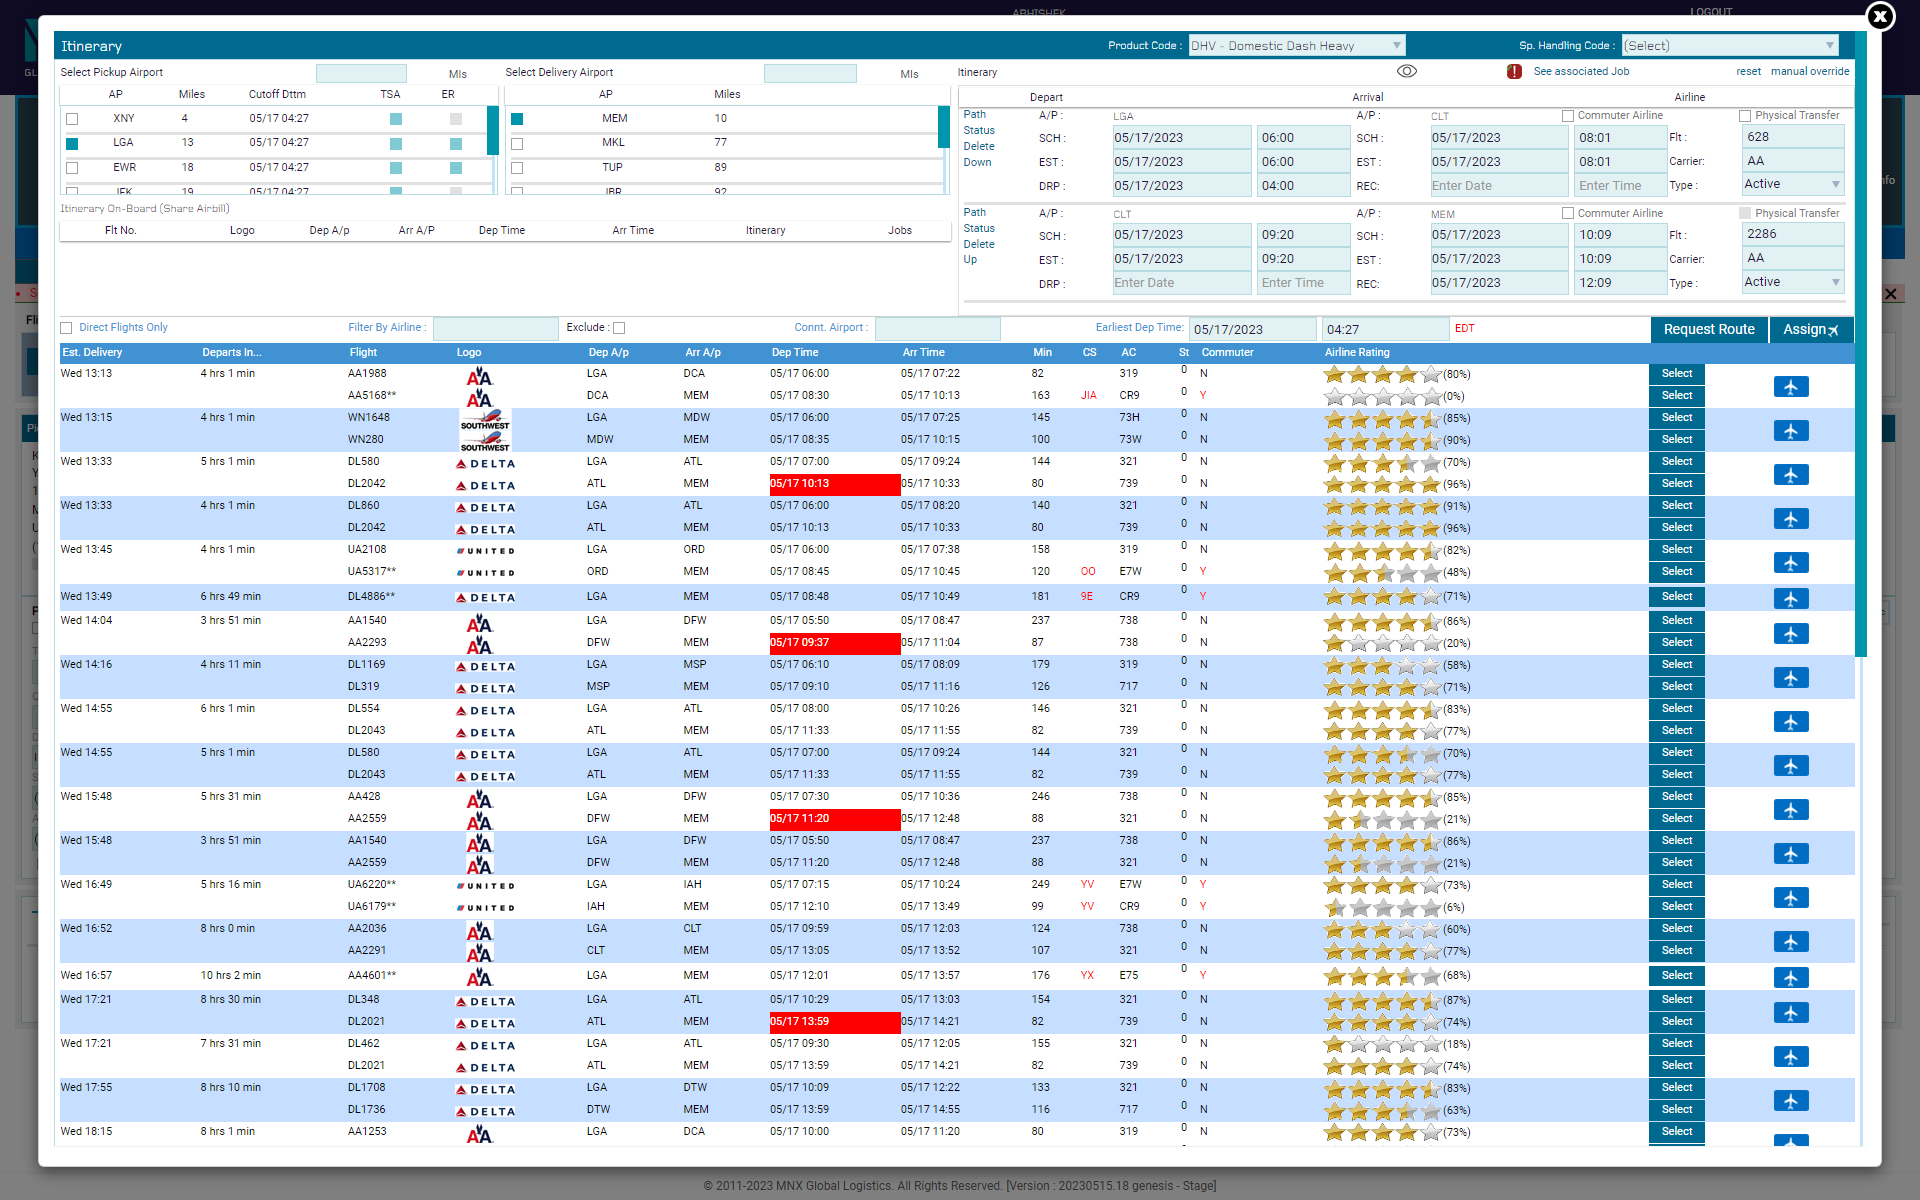 ABHISHEK LOGOUT
Itinerary Product Code : DHV - Domestic Dash Heavy Sp. Handling Code : (Select)
Select Pickup Airport Mls Select Delivery Airport Mls Itinerary See associated Job reset manual override
AP Miles Cutoff Dttm TSA ER AP Miles Depart Arrival Airline
XNY 4 05/17 04:27 MEM 10
LGA 13 05/17 04:27 MKL 77
EWR 18 05/17 04:27 TUP 89
JFK 19 05/17 04:27 JBR 92
Path A/P : LGA A/P : CLT Commuter Airline Physical Transfer
Status SCH : 05/17/2023 06:00 SCH : 05/17/2023 08:01 Flt : 628
Delete EST : 05/17/2023 06:00 EST : 05/17/2023 08:01 Carrier: AA
Down DRP : 05/17/2023 04:00 REC: Enter Date Enter Time Type : Active
Path A/P : CLT A/P : MEM Commuter Airline Physical Transfer
Status SCH : 05/17/2023 09:20 SCH : 05/17/2023 10:09 Flt : 2286
Delete EST : 05/17/2023 09:20 EST : 05/17/2023 10:09 Carrier: AA
Up DRP : Enter Date Enter Time REC: 05/17/2023 12:09 Type : Active
Itinerary On-Board (Share Airbill)
Flt No. Logo Dep A/p Arr A/P Dep Time Arr Time Itinerary Jobs
Direct Flights Only Filter By Airline : Exclude : Connt. Airport : Earliest Dep Time: 05/17/2023 04:27 EDT Request Route Assign
Est. Delivery Departs In... Flight Logo Dep A/p Arr A/p Dep Time Arr Time Min CS AC St Commuter Airline Rating
Wed 13:13 4 hrs 1 min AA1988 AA LGA DCA 05/17 06:00 05/17 07:22 82 319 0 N (80%) Select
AA5168** AA DCA MEM 05/17 08:30 05/17 10:13 163 JIA CR9 0 Y (0%) Select
Wed 13:15 4 hrs 1 min WN1648 SOUTHWEST LGA MDW 05/17 06:00 05/17 07:25 145 73H 0 N (85%) Select
WN280 SOUTHWEST MDW MEM 05/17 08:35 05/17 10:15 100 73W 0 N (90%) Select
Wed 13:33 5 hrs 1 min DL580 DELTA LGA ATL 05/17 07:00 05/17 09:24 144 321 0 N (70%) Select
DL2042 DELTA ATL MEM 05/17 10:13 05/17 10:33 80 739 0 N (96%) Select
Wed 13:33 4 hrs 1 min DL860 DELTA LGA ATL 05/17 06:00 05/17 08:20 140 321 0 N (91%) Select
DL2042 DELTA ATL MEM 05/17 10:13 05/17 10:33 80 739 0 N (96%) Select
Wed 13:45 4 hrs 1 min UA2108 UNITED LGA ORD 05/17 06:00 05/17 07:38 158 319 0 N (82%) Select
UA5317** UNITED ORD MEM 05/17 08:45 05/17 10:45 120 OO E7W 0 Y (48%) Select
Wed 13:49 6 hrs 49 min DL4886** DELTA LGA MEM 05/17 08:48 05/17 10:49 181 9E CR9 0 Y (71%) Select
Wed 14:04 3 hrs 51 min AA1540 AA LGA DFW 05/17 05:50 05/17 08:47 237 738 0 N (86%) Select
AA2293 AA DFW MEM 05/17 09:37 05/17 11:04 87 738 0 N (20%) Select
Wed 14:16 4 hrs 11 min DL1169 DELTA LGA MSP 05/17 06:10 05/17 08:09 179 319 0 N (58%) Select
DL319 DELTA MSP MEM 05/17 09:10 05/17 11:16 126 717 0 N (71%) Select
Wed 14:55 6 hrs 1 min DL554 DELTA LGA ATL 05/17 08:00 05/17 10:26 146 321 0 N (83%) Select
DL2043 DELTA ATL MEM 05/17 11:33 05/17 11:55 82 739 0 N (77%) Select
Wed 14:55 5 hrs 1 min DL580 DELTA LGA ATL 05/17 07:00 05/17 09:24 144 321 0 N (70%) Select
DL2043 DELTA ATL MEM 05/17 11:33 05/17 11:55 82 739 0 N (77%) Select
Wed 15:48 5 hrs 31 min AA428 AA LGA DFW 05/17 07:30 05/17 10:36 246 738 0 N (85%) Select
AA2559 AA DFW MEM 05/17 11:20 05/17 12:48 88 321 0 N (21%) Select
Wed 15:48 3 hrs 51 min AA1540 AA LGA DFW 05/17 05:50 05/17 08:47 237 738 0 N (86%) Select
AA2559 AA DFW MEM 05/17 11:20 05/17 12:48 88 321 0 N (21%) Select
Wed 16:49 5 hrs 16 min UA6220** UNITED LGA IAH 05/17 07:15 05/17 10:24 249 YV E7W 0 Y (73%) Select
UA6179** UNITED IAH MEM 05/17 12:10 05/17 13:49 99 YV CR9 0 Y (6%) Select
Wed 16:52 8 hrs 0 min AA2036 AA LGA CLT 05/17 09:59 05/17 12:03 124 738 0 N (60%) Select
AA2291 AA CLT MEM 05/17 13:05 05/17 13:52 107 321 0 N (77%) Select
Wed 16:57 10 hrs 2 min AA4601** AA LGA MEM 05/17 12:01 05/17 13:57 176 YX E75 0 Y (68%) Select
Wed 17:21 8 hrs 30 min DL348 DELTA LGA ATL 05/17 10:29 05/17 13:03 154 321 0 N (87%) Select
DL2021 DELTA ATL MEM 05/17 13:59 05/17 14:21 82 739 0 N (74%) Select
Wed 17:21 7 hrs 31 min DL462 DELTA LGA ATL 05/17 09:30 05/17 12:05 155 321 0 N (18%) Select
DL2021 DELTA ATL MEM 05/17 13:59 05/17 14:21 82 739 0 N (74%) Select
Wed 17:55 8 hrs 10 min DL1708 DELTA LGA DTW 05/17 10:09 05/17 12:22 133 321 0 N (83%) Select
DL1736 DELTA DTW MEM 05/17 13:59 05/17 14:55 116 717 0 N (63%) Select
Wed 18:15 8 hrs 1 min AA1253 AA LGA DCA 05/17 10:00 05/17 11:20 80 319 0 N (73%) Select
© 2011-2023 MNX Global Logistics. All Rights Reserved. [Version : 20230515.18 genesis - Stage]